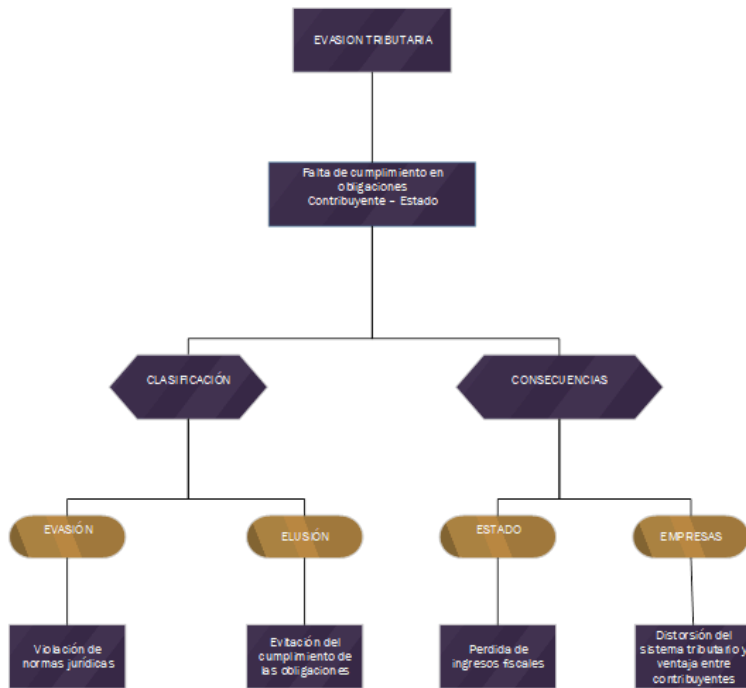 EVASION TRIBUTARIA
Falta de cumplimiento en
obligaciones
Contribuyente – Estado
CLASIFICACIÓN
CONSECUENCIAS
EVASIÓN
ELUSIÓN
ESTADO
EMPRESAS
Violación de
normas jurídicas
Evitación del
cumplimiento de
las obligaciones
Perdida de
ingresos fiscales
Distorsión del
sistema tributario y
ventaja entre
contribuyentes